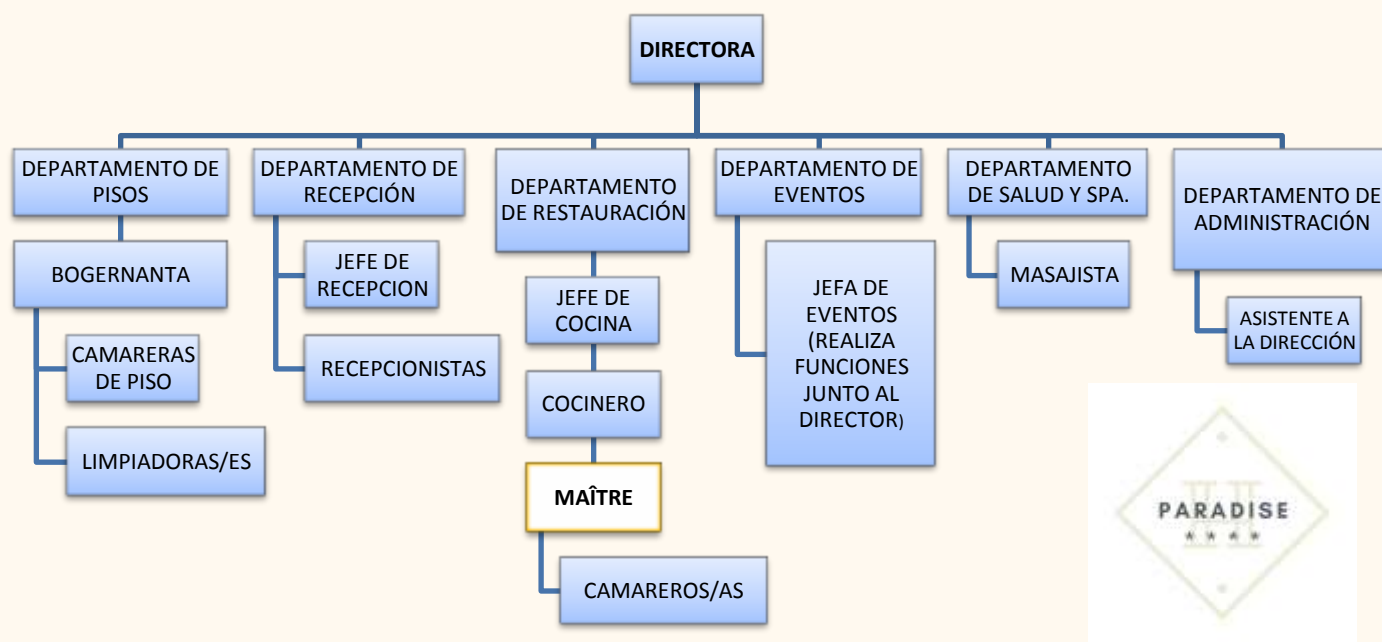 DIRECTORA
DEPARTAMENTO DE
PISOS
BOGERNANTA
CAMARERAS
DE PISO
LIMPIADORAS/ES
DEPARTAMENTO DE
RECEPCIÓN
JEFE DE
RECEPCION
RECEPCIONISTAS
DEPARTAMENTO
DE RESTAURACIÓN
JEFE DE
COCINA
COCINERO
MAÎTRE
CAMAREROS/AS
DEPARTAMENTO DE
EVENTOS
JEFA DE
EVENTOS
(REALIZA
FUNCIONES
JUNTO AL
DIRECTOR)
DEPARTAMENTO
DE SALUD Y SPA.
MASAJISTA
DEPARTAMENTO DE
ADMINISTRACIÓN
ASISTENTE A
LA DIRECCIÓN
H
PARADISE